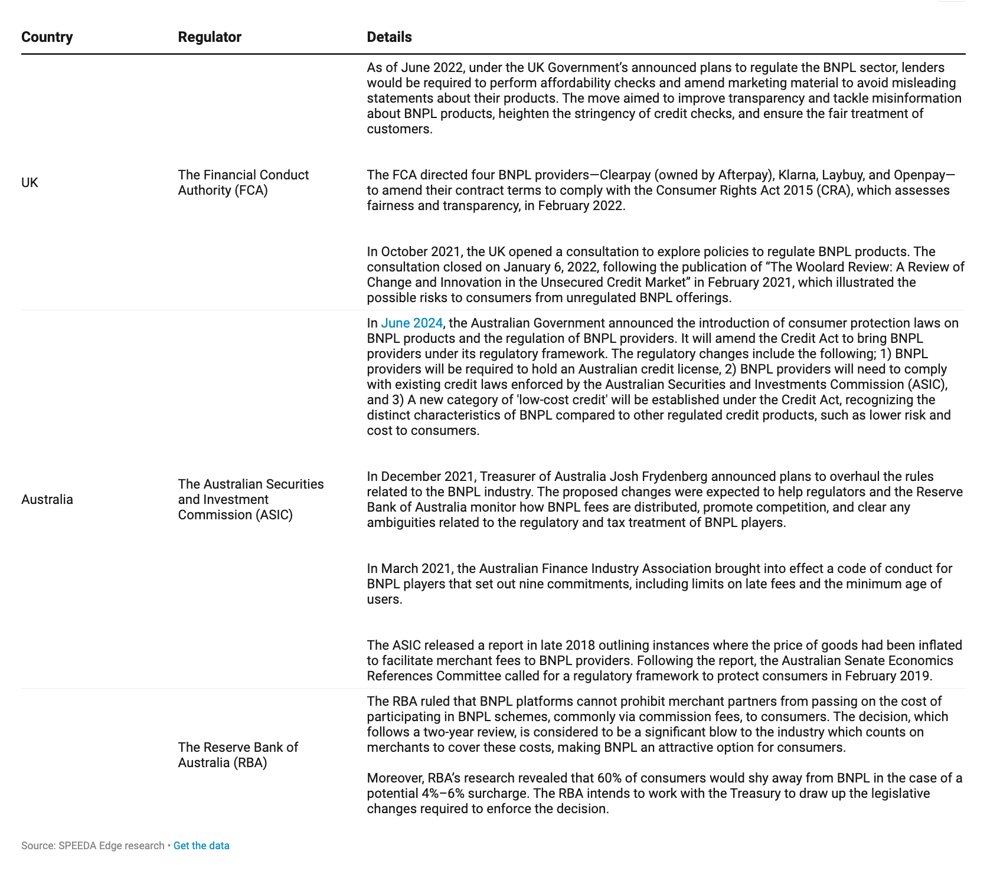 Country
Regulator
Details
As of June 2022, under the UK Government’s announced plans to regulate the BNPL sector, lenders
would be required to perform affordability checks and amend marketing material to avoid misleading
statements about their products. The move aimed to improve transparency and tackle misinformation
about BNPL products, heighten the stringency of credit checks, and ensure the fair treatment of
customers.
UK
The Financial Conduct
Authority (FCA)
The FCA directed four BNPL providers—Clearpay (owned by Afterpay), Klarna, Laybuy, and Openpay—
to amend their contract terms to comply with the Consumer Rights Act 2015 (CRA), which assesses
fairness and transparency, in February 2022.
In October 2021, the UK opened a consultation to explore policies to regulate BNPL products. The
consultation closed on January 6, 2022, following the publication of “The Woolard Review: A Review of
Change and Innovation in the Unsecured Credit Market” in February 2021, which illustrated the
possible risks to consumers from unregulated BNPL offerings.
In June 2024, the Australian Government announced the introduction of consumer protection laws on
BNPL products and the regulation of BNPL providers. It will amend the Credit Act to bring BNPL
providers under its regulatory framework. The regulatory changes include the following; 1) BNPL
providers will be required to hold an Australian credit license, 2) BNPL providers will need to comply
with existing credit laws enforced by the Australian Securities and Investments Commission (ASIC),
and 3) A new category of 'low-cost credit' will be established under the Credit Act, recognizing the
distinct characteristics of BNPL compared to other regulated credit products, such as lower risk and
cost to consumers.
Australia
The Australian Securities
and Investment
Commission (ASIC)
In December 2021, Treasurer of Australia Josh Frydenberg announced plans to overhaul the rules
related to the BNPL industry. The proposed changes were expected to help regulators and the Reserve
Bank of Australia monitor how BNPL fees are distributed, promote competition, and clear any
ambiguities related to the regulatory and tax treatment of BNPL players.
In March 2021, the Australian Finance Industry Association brought into effect a code of conduct for
BNPL players that set out nine commitments, including limits on late fees and the minimum age of
users.
The ASIC released a report in late 2018 outlining instances where the price of goods had been inflated
to facilitate merchant fees to BNPL providers. Following the report, the Australian Senate Economics
References Committee called for a regulatory framework to protect consumers in February 2019.
The Reserve Bank of
Australia (RBA)
The RBA ruled that BNPL platforms cannot prohibit merchant partners from passing on the cost of
participating in BNPL schemes, commonly via commission fees, to consumers. The decision, which
follows a two-year review, is considered to be a significant blow to the industry which counts on
merchants to cover these costs, making BNPL an attractive option for consumers.
Moreover, RBA’s research revealed that 60% of consumers would shy away from BNPL in the case of a
potential 4%–6% surcharge. The RBA intends to work with the Treasury to draw up the legislative
changes required to enforce the decision.
Source: SPEEDA Edge research • Get the data